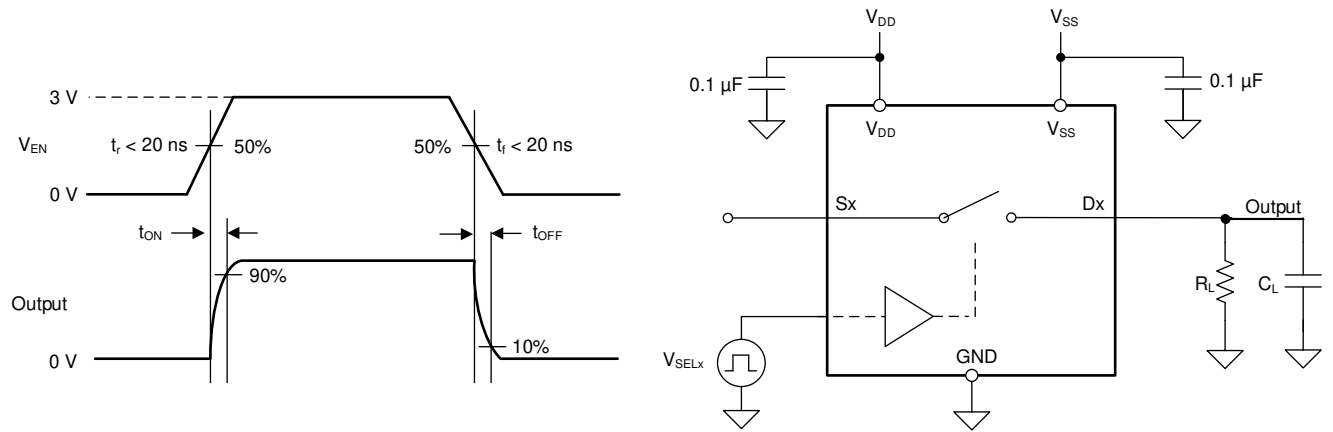 3 V
V_EN
t_r < 20 ns
50%
50%
t_f < 20 ns
0 V
t_ON
t_OFF
90%
Output
10%
0 V
V_DD
V_SS
0.1 µF
0.1 µF
V_DD
V_SS
Sx
Dx
Output
R_L
C_L
V_SELx
GND